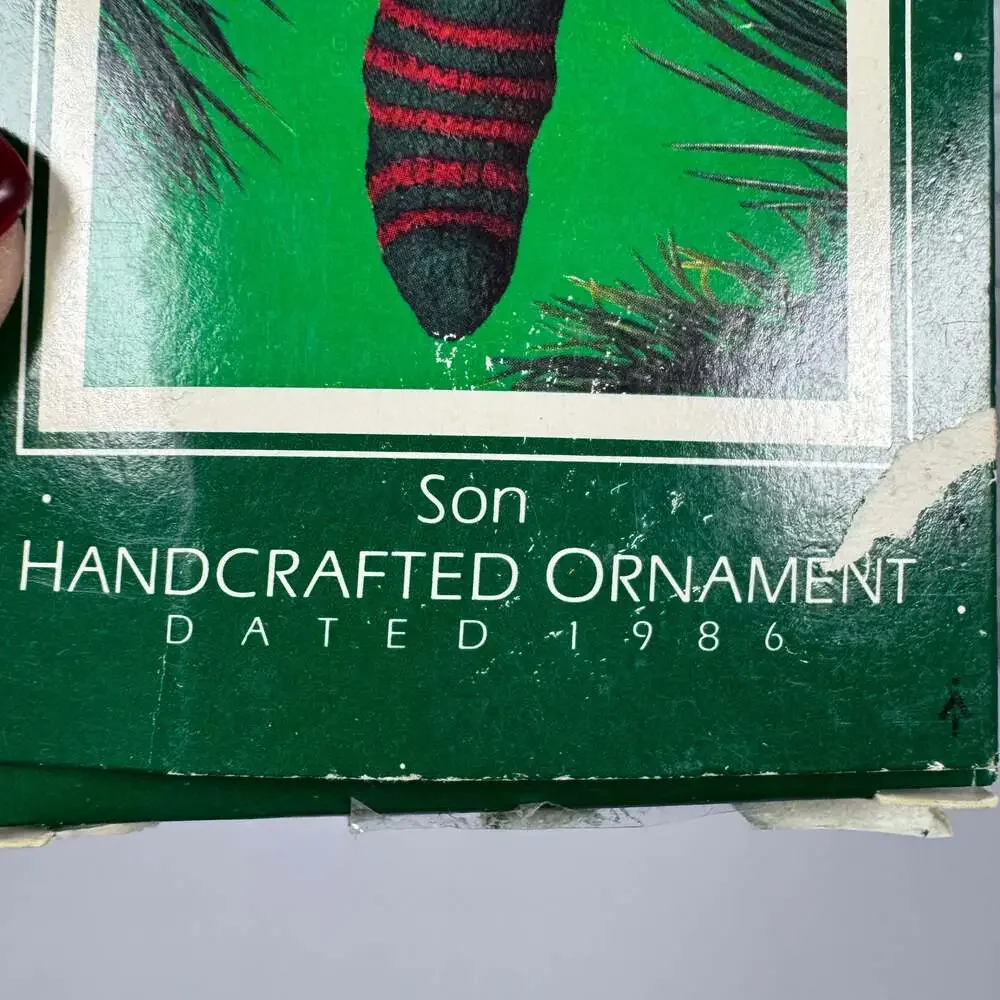 Son
HANDCRAFTED ORNAMENT
DATED 1986